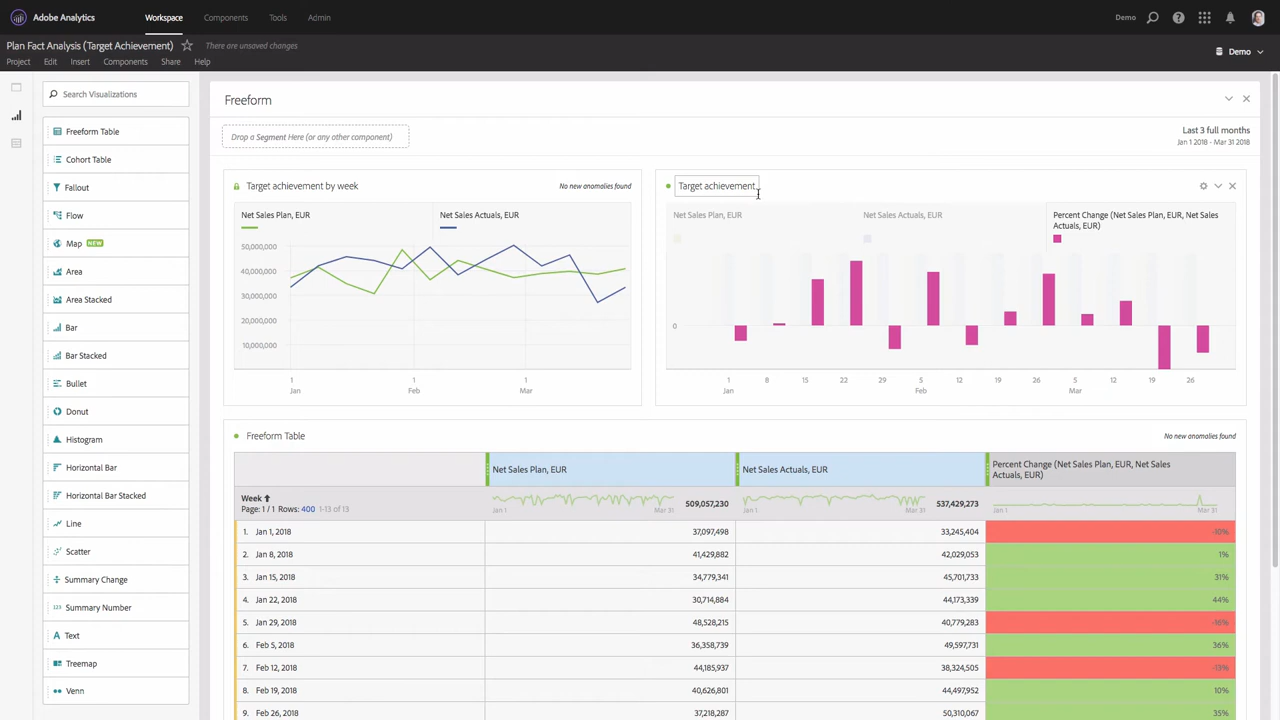 Adobe Analytics
Workspace
Components
Tools
Admin
Demo
Plan Fact Analysis (Target Achievement)
There are unsaved changes
Project
Edit
Insert
Components
Share
Help
Demo
Search Visualizations
Freeform Table
Cohort Table
Fallout
Flow
Map NEW
Area
Area Stacked
Bar
Bar Stacked
Bullet
Donut
Histogram
Horizontal Bar
Horizontal Bar Stacked
Line
Scatter
Summary Change
123 Summary Number
A Text
Treemap
Venn
Freeform
Drop a Segment Here (or any other component)
Last 3 full months
Jan 1 2018 - Mar 31 2018
Target achievement by week
No new anomalies found
Net Sales Plan, EUR
Net Sales Actuals, EUR
50,000,000
40,000,000
30,000,000
20,000,000
10,000,000
1 1 1
Jan Feb Mar
Target achievement
Net Sales Plan, EUR
Net Sales Actuals, EUR
Percent Change (Net Sales Plan, EUR, Net Sales
Actuals, EUR)
0
1 8 15 22 29 5 12 19 26 5 12 19 26
Jan Feb Mar
Freeform Table
No new anomalies found
Net Sales Plan, EUR
Net Sales Actuals, EUR
Percent Change (Net Sales Plan, EUR, Net Sales
Actuals, EUR)
Week
Page: 1 / 1 Rows: 400 1-13 of 13
Jan 1 Mar 31 509,057,230
Jan 1 Mar 31 537,429,273
Jan 1 Mar 31
1. Jan 1, 2018 37,097,498 33,245,404 -10%
2. Jan 8, 2018 41,429,882 42,029,053 1%
3. Jan 15, 2018 34,779,341 45,701,733 31%
4. Jan 22, 2018 30,714,884 44,173,339 44%
5. Jan 29, 2018 48,528,215 40,779,283 -16%
6. Feb 5, 2018 36,358,739 49,597,731 36%
7. Feb 12, 2018 44,185,937 38,324,505 -13%
8. Feb 19, 2018 40,626,801 44,497,952 10%
9. Feb 26, 2018 37,218,287 50,310,067 35%